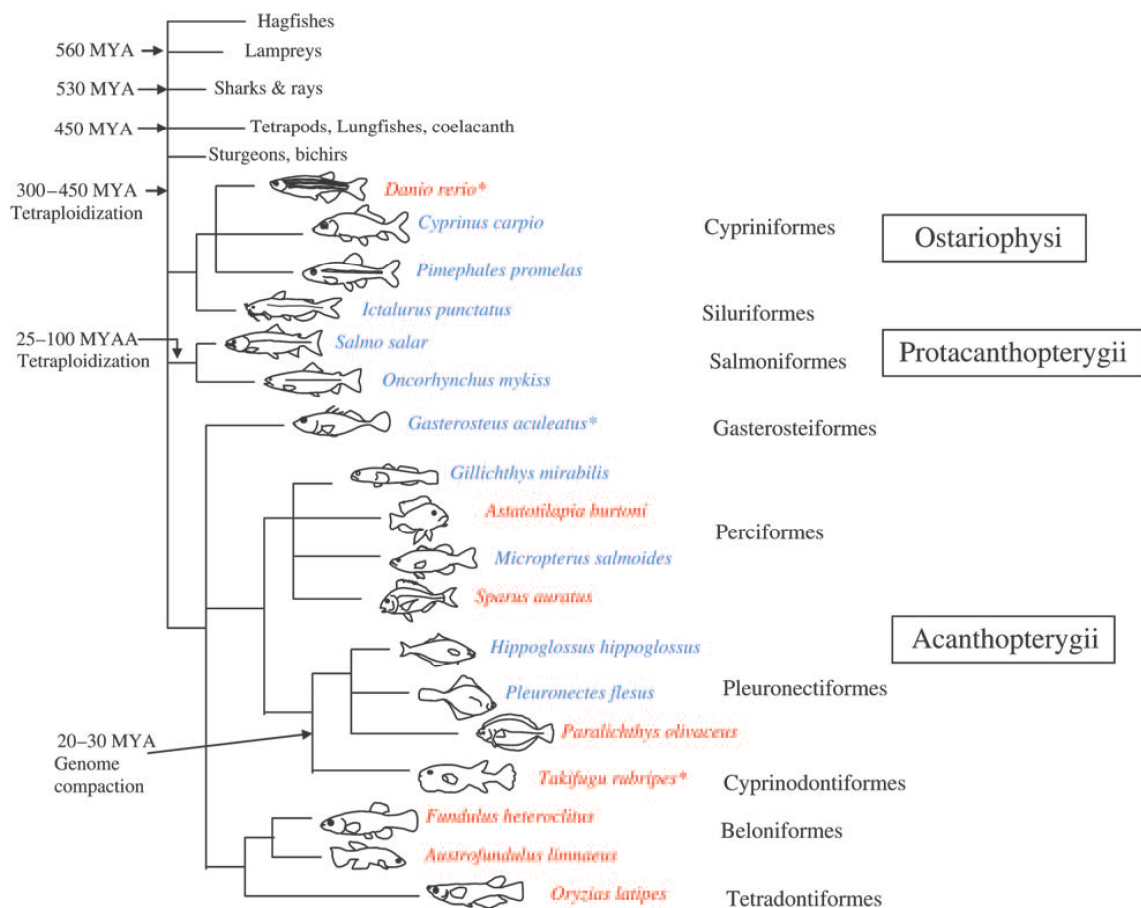 Hagfishes
560 MYA
Lampreys
530 MYA
Sharks & rays
450 MYA
Tetrapods, Lungfishes, coelacanth
Sturgeons, bichirs
300–450 MYA
Tetraploidization
Danio rerio*
Cyprinus carpio
Cypriniformes
Ostariophysi
Pimephales promelas
Ictalurus punctatus
Siluriformes
25–100 MYAA
Tetraploidization
Salmo salar
Salmoniformes
Protacanthopterygii
Oncorhynchus mykiss
Gasterosteus aculeatus*
Gasterosteiformes
Gillichthys mirabilis
Astatotilapia burtoni
Perciformes
Micropterus salmoides
Sparus auratus
Hippoglossus hippoglossus
Acanthopterygii
Pleuronectes flesus
Pleuronectiformes
Paralichthys olivaceus
20–30 MYA
Genome
compaction
Takifugu rubripes*
Cyprinodontiformes
Fundulus heteroclitus
Beloniformes
Austrofundulus limnaeus
Oryzias latipes
Tetradontiformes